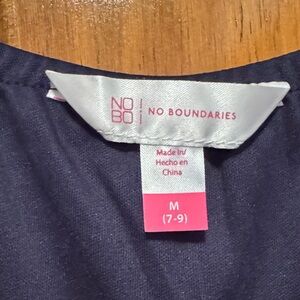 NO
BO
NO BOUNDARIES
Made in/
Hecho en
China
M
(7-9)